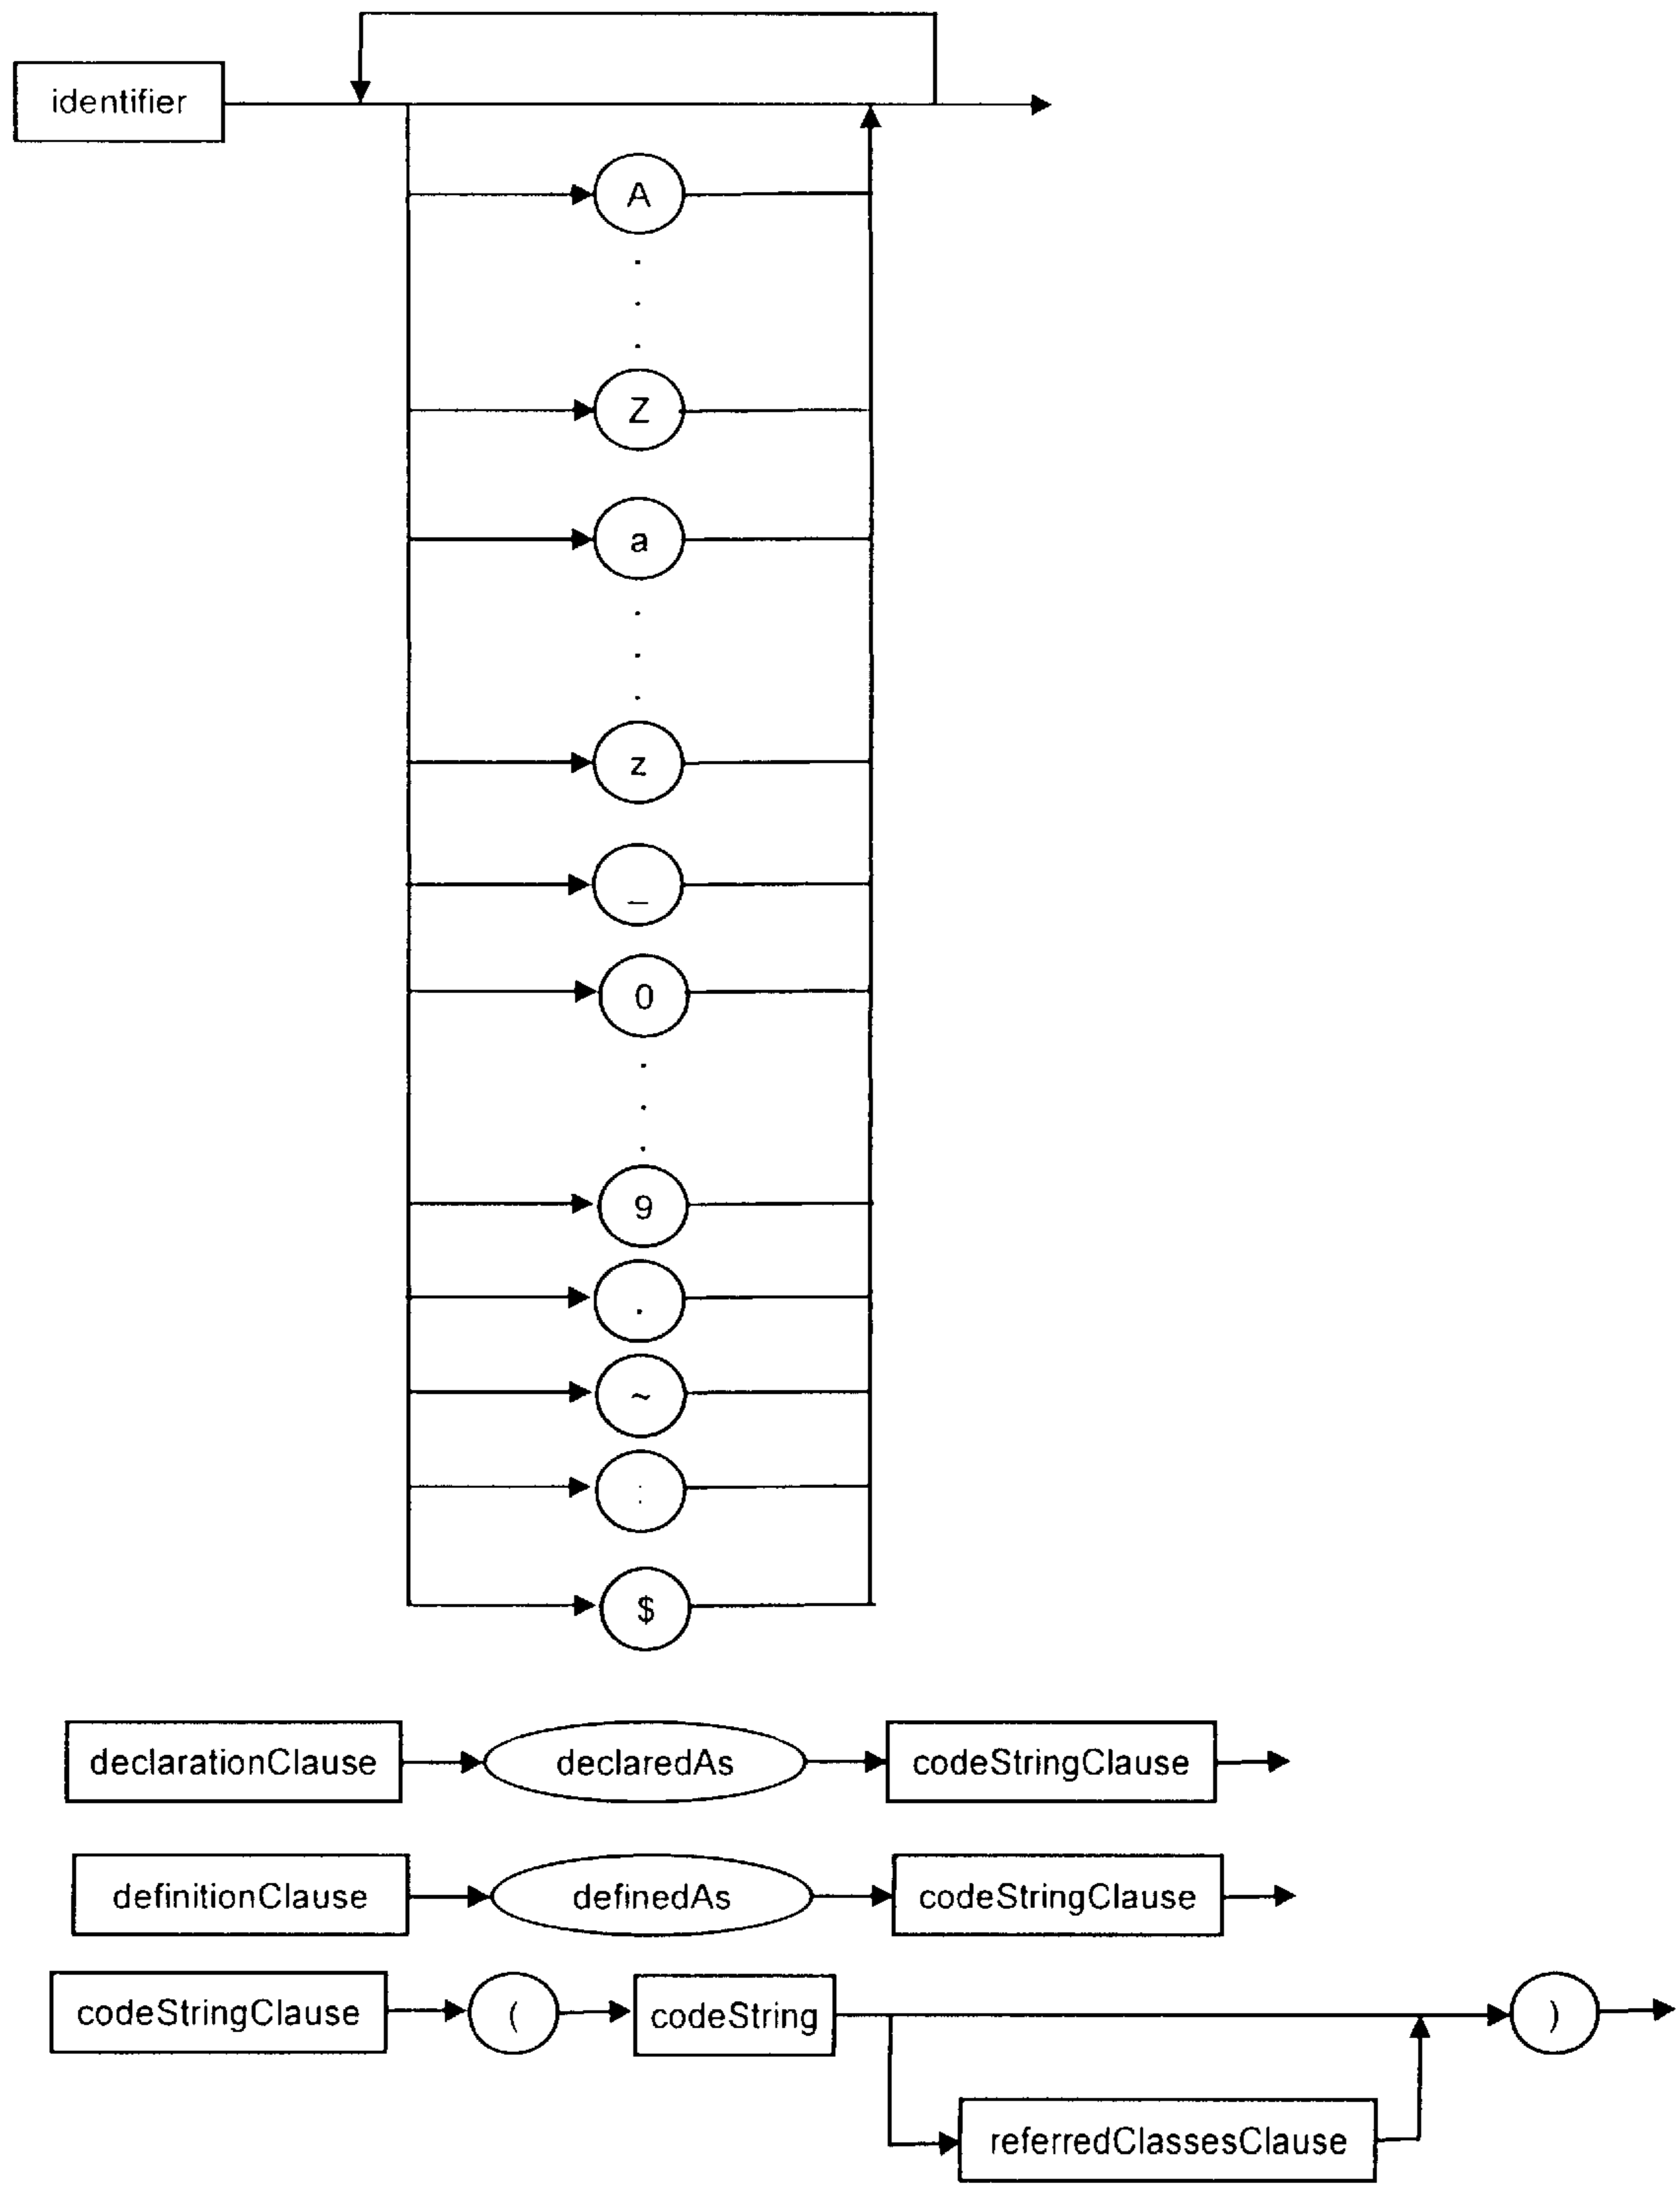 identifier
A
.
.
.
Z
a
.
.
.
z
_
0
.
.
.
9
.
~
:
$
declarationClause declaredAs codeStringClause
definitionClause definedAs codeStringClause
codeStringClause ( codeString )
referredClassesClause